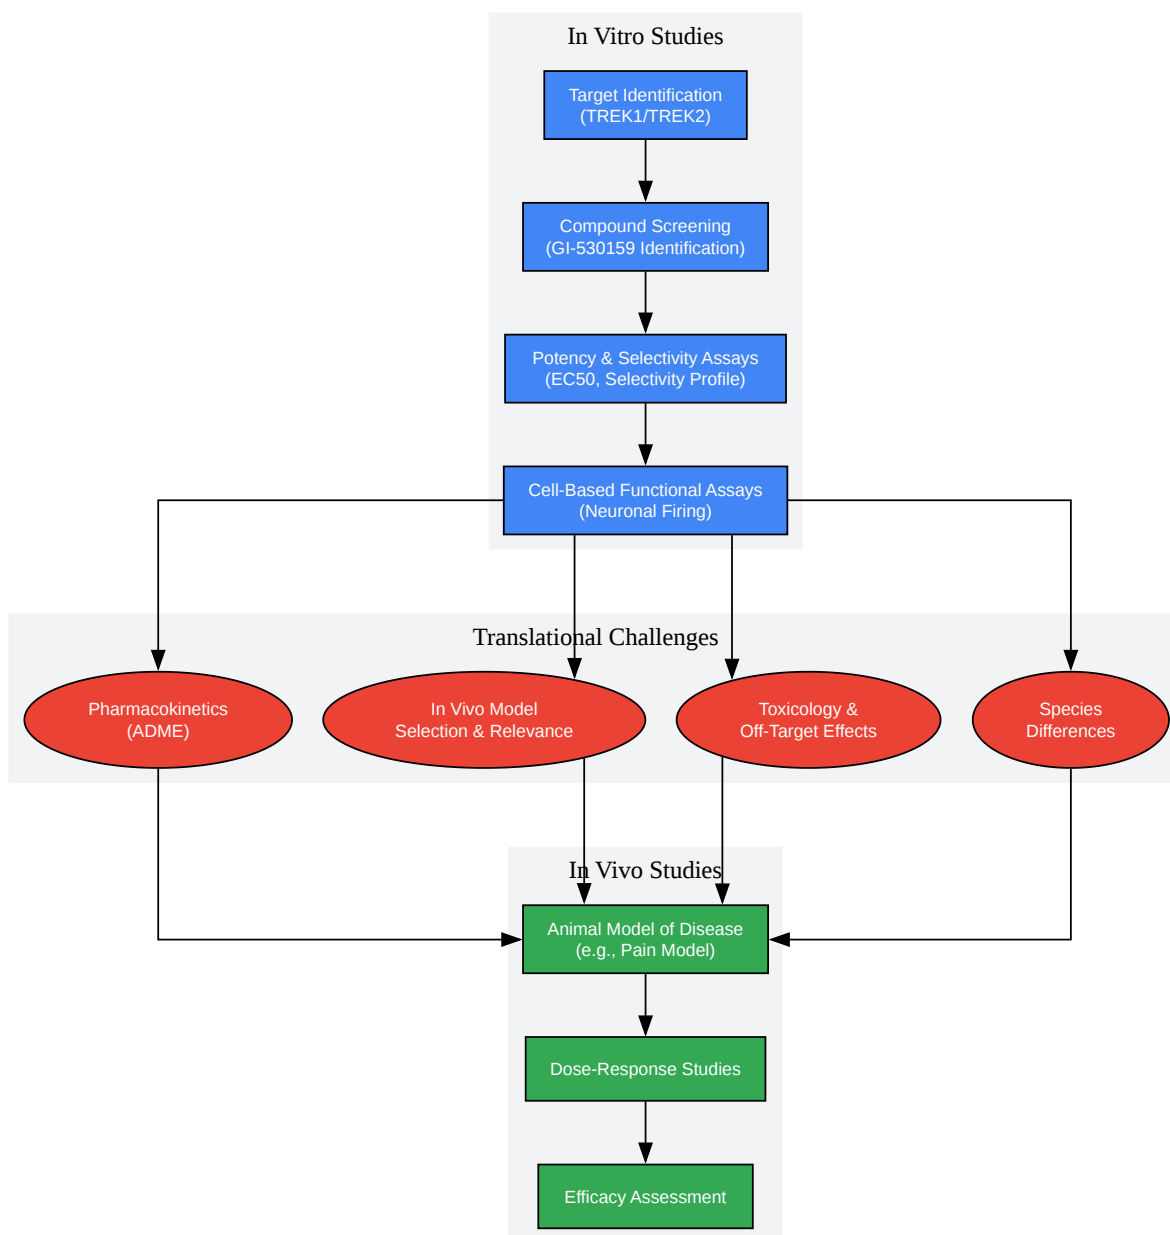 In Vitro Studies
Target Identification
(TREK1/TREK2)
Compound Screening
(GI-530159 Identification)
Potency & Selectivity Assays
(EC50, Selectivity Profile)
Cell-Based Functional Assays
(Neuronal Firing)
Translational Challenges
Pharmacokinetics
(ADME)
In Vivo Model
Selection & Relevance
Toxicology &
Off-Target Effects
Species
Differences
In Vivo Studies
Animal Model of Disease
(e.g., Pain Model)
Dose-Response Studies
Efficacy Assessment